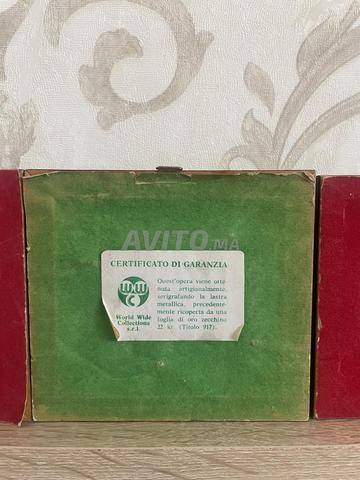 AVITO.MA
CERTIFICATO DI GARANZIA
WWC
World Wide
Collections
s.r.l.
Quest'opera viene otte-
nuta artigianalmente,
serigrafando la lastra
metallica, precedente-
mente ricoperta da una
foglia di oro zecchino
22 kt. (Titolo 917).